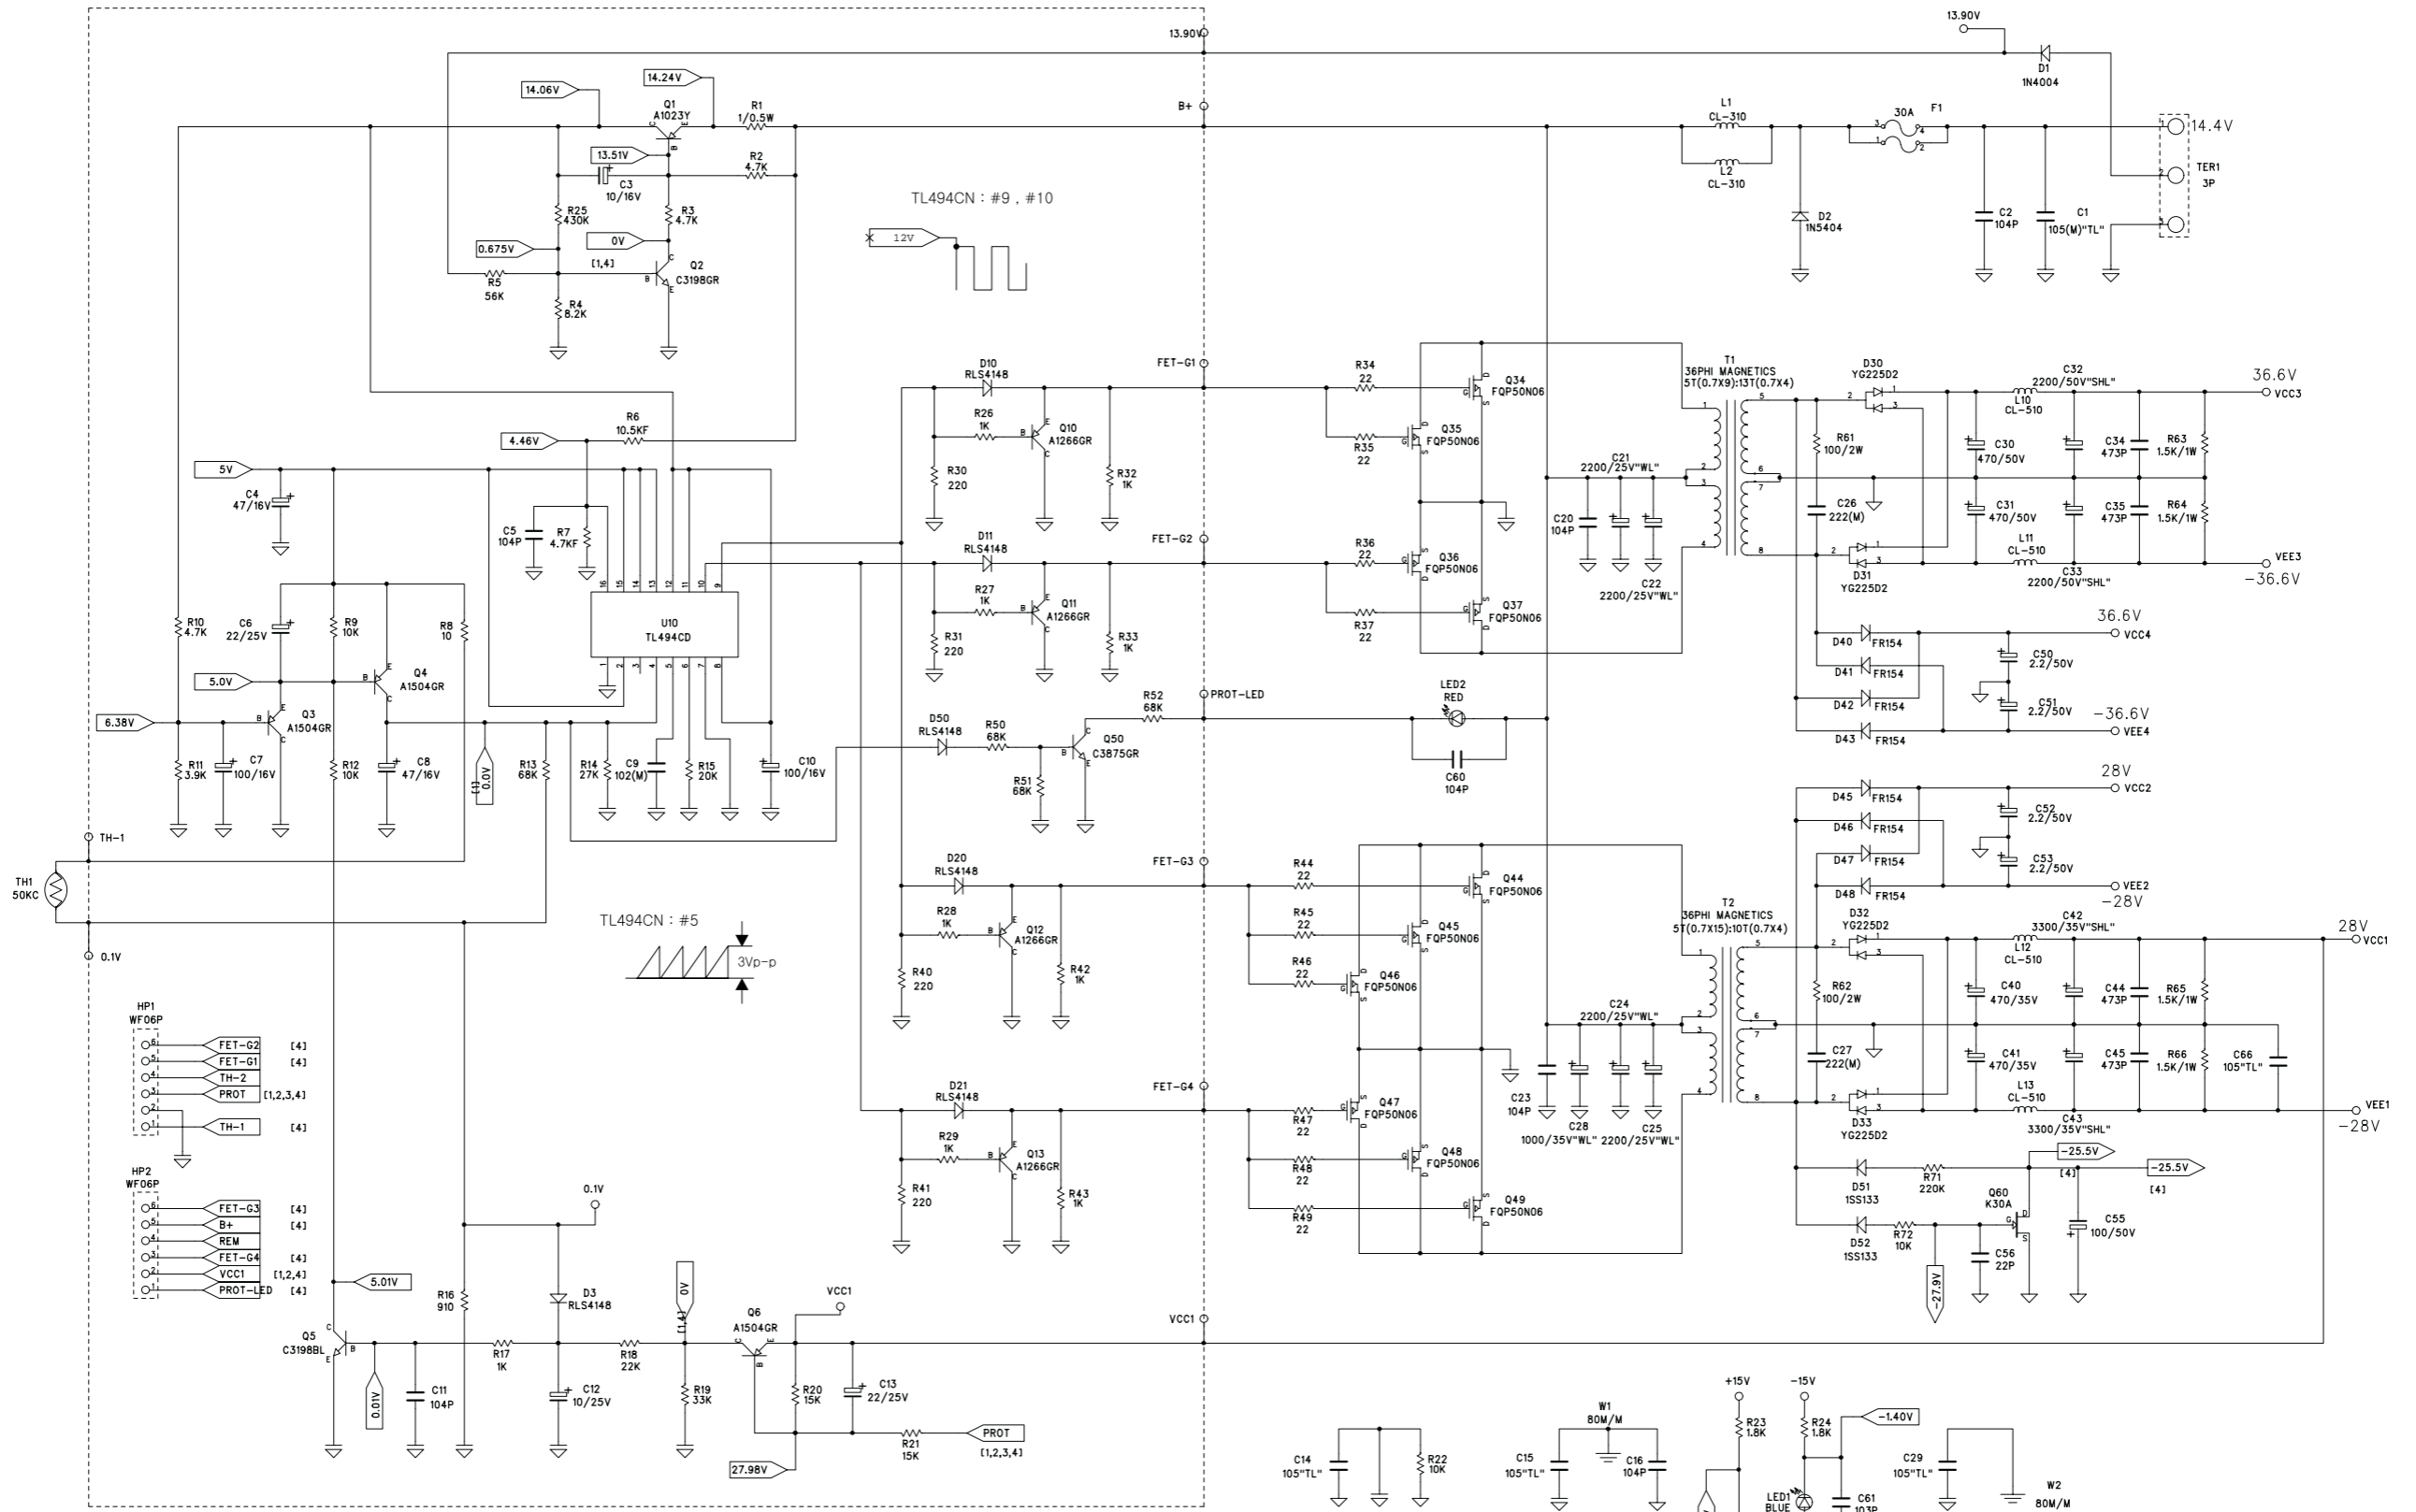 13.90V
13.90V
D1
1N4004
14.06V
14.24V
Q1
A1023Y
R1
1/0.5W
B+
L1
CL-310
30A
F1
14.4V
13.51V
R2
4.7K
C3
10/16V
L2
CL-310
TER1
3P
TL494CN : #9 , #10
12V
R25
430K
R3
4.7K
D2
1N5404
C2
104P
C1
105(M)"TL"
0.675V
0V
[1,4]
Q2
C3198GR
R5
56K
R4
8.2K
FET-G1
D10
RLS4148
R34
22
Q34
FQP50N06
T1
36PHI MAGNETICS
5T(0.7X9):13T(0.7X4)
D30
YG225D2
C32
2200/50V"SHL"
L10
CL-510
36.6V
VCC3
R6
10.5KF
4.46V
R26
1K
Q10
A1266GR
R35
22
Q35
FQP50N06
R61
100/2W
C30
470/50V
C34
473P
R63
1.5K/1W
5V
C4
47/16V
R30
220
R32
1K
C21
2200/25V"WL"
C5
104P
R7
4.7KF
C20
104P
C26
222(M)
C31
470/50V
C35
473P
R64
1.5K/1W
FET-G2
D11
RLS4148
R36
22
Q36
FQP50N06
C22
2200/25V"WL"
D31
YG225D2
L11
CL-510
C33
2200/50V"SHL"
VEE3
-36.6V
R27
1K
Q11
A1266GR
R37
22
Q37
FQP50N06
R10
4.7K
C6
22/25V
R9
10K
R8
10
U10
TL494CD
R31
220
R33
1K
36.6V
VCC4
D40
FR154
D41
FR154
D42
FR154
D43
FR154
C50
2.2/50V
C51
2.2/50V
-36.6V
VEE4
5.0V
Q4
A1504GR
6.38V
Q3
A1504GR
PROT-LED
R52
68K
LED2
RED
D50
RLS4148
R50
68K
Q50
C3875GR
R51
68K
C60
104P
R11
3.9K
C7
100/16V
R12
10K
C8
47/16V
[1]
0.0V
R13
68K
R14
27K
C9
102(M)
R15
20K
C10
100/16V
28V
VCC2
D45
FR154
D46
FR154
D47
FR154
D48
FR154
C52
2.2/50V
C53
2.2/50V
VEE2
-28V
TH-1
TH1
50KC
0.1V
FET-G3
D20
RLS4148
R44
22
Q44
FQP50N06
T2
36PHI MAGNETICS
5T(0.7X15):10T(0.7X4)
D32
YG225D2
C42
3300/35V"SHL"
L12
CL-510
28V
VCC1
TL494CN : #5
3Vp-p
R28
1K
Q12
A1266GR
R45
22
Q45
FQP50N06
R46
22
Q46
FQP50N06
R40
220
R42
1K
R62
100/2W
C40
470/35V
C44
473P
R65
1.5K/1W
C24
2200/25V"WL"
C27
222(M)
C41
470/35V
C45
473P
R66
1.5K/1W
C66
105"TL"
HP1
WF06P
6 FET-G2 [4]
5 FET-G1 [4]
4 TH-2
3 PROT [1,2,3,4]
2
1 TH-1 [4]
FET-G4
D21
RLS4148
R47
22
Q47
FQP50N06
C23
104P
C28
1000/35V"WL"
C25
2200/25V"WL"
D33
YG225D2
L13
CL-510
C43
3300/35V"SHL"
VEE1
-28V
R29
1K
Q13
A1266GR
R48
22
Q48
FQP50N06
R49
22
Q49
FQP50N06
R41
220
R43
1K
D51
1SS133
R71
220K
-25.5V
[4]
-25.5V
[4]
Q60
K30A
D52
1SS133
R72
10K
C56
22P
C55
100/50V
-27.9V
HP2
WF06P
6 FET-G3 [4]
5 B+ [4]
4 REM
3 FET-G4 [4]
2 VCC1 [1,2,4]
1 PROT-LED [4]
0.1V
5.01V
R16
910
D3
RLS4148
0V
[1,4]
Q6
A1504GR
VCC1
VCC1
Q5
C3198BL
0.01V
C11
104P
R17
1K
C12
10/25V
R18
22K
R19
33K
R20
15K
C13
22/25V
R21
15K
PROT
[1,2,3,4]
27.98V
C14
105"TL"
R22
10K
W1
80M/M
C15
105"TL"
C16
104P
+15V
R23
1.8K
-15V
R24
1.8K
-1.40V
LED1
BLUE
C61
103P
C29
105"TL"
W2
80M/M